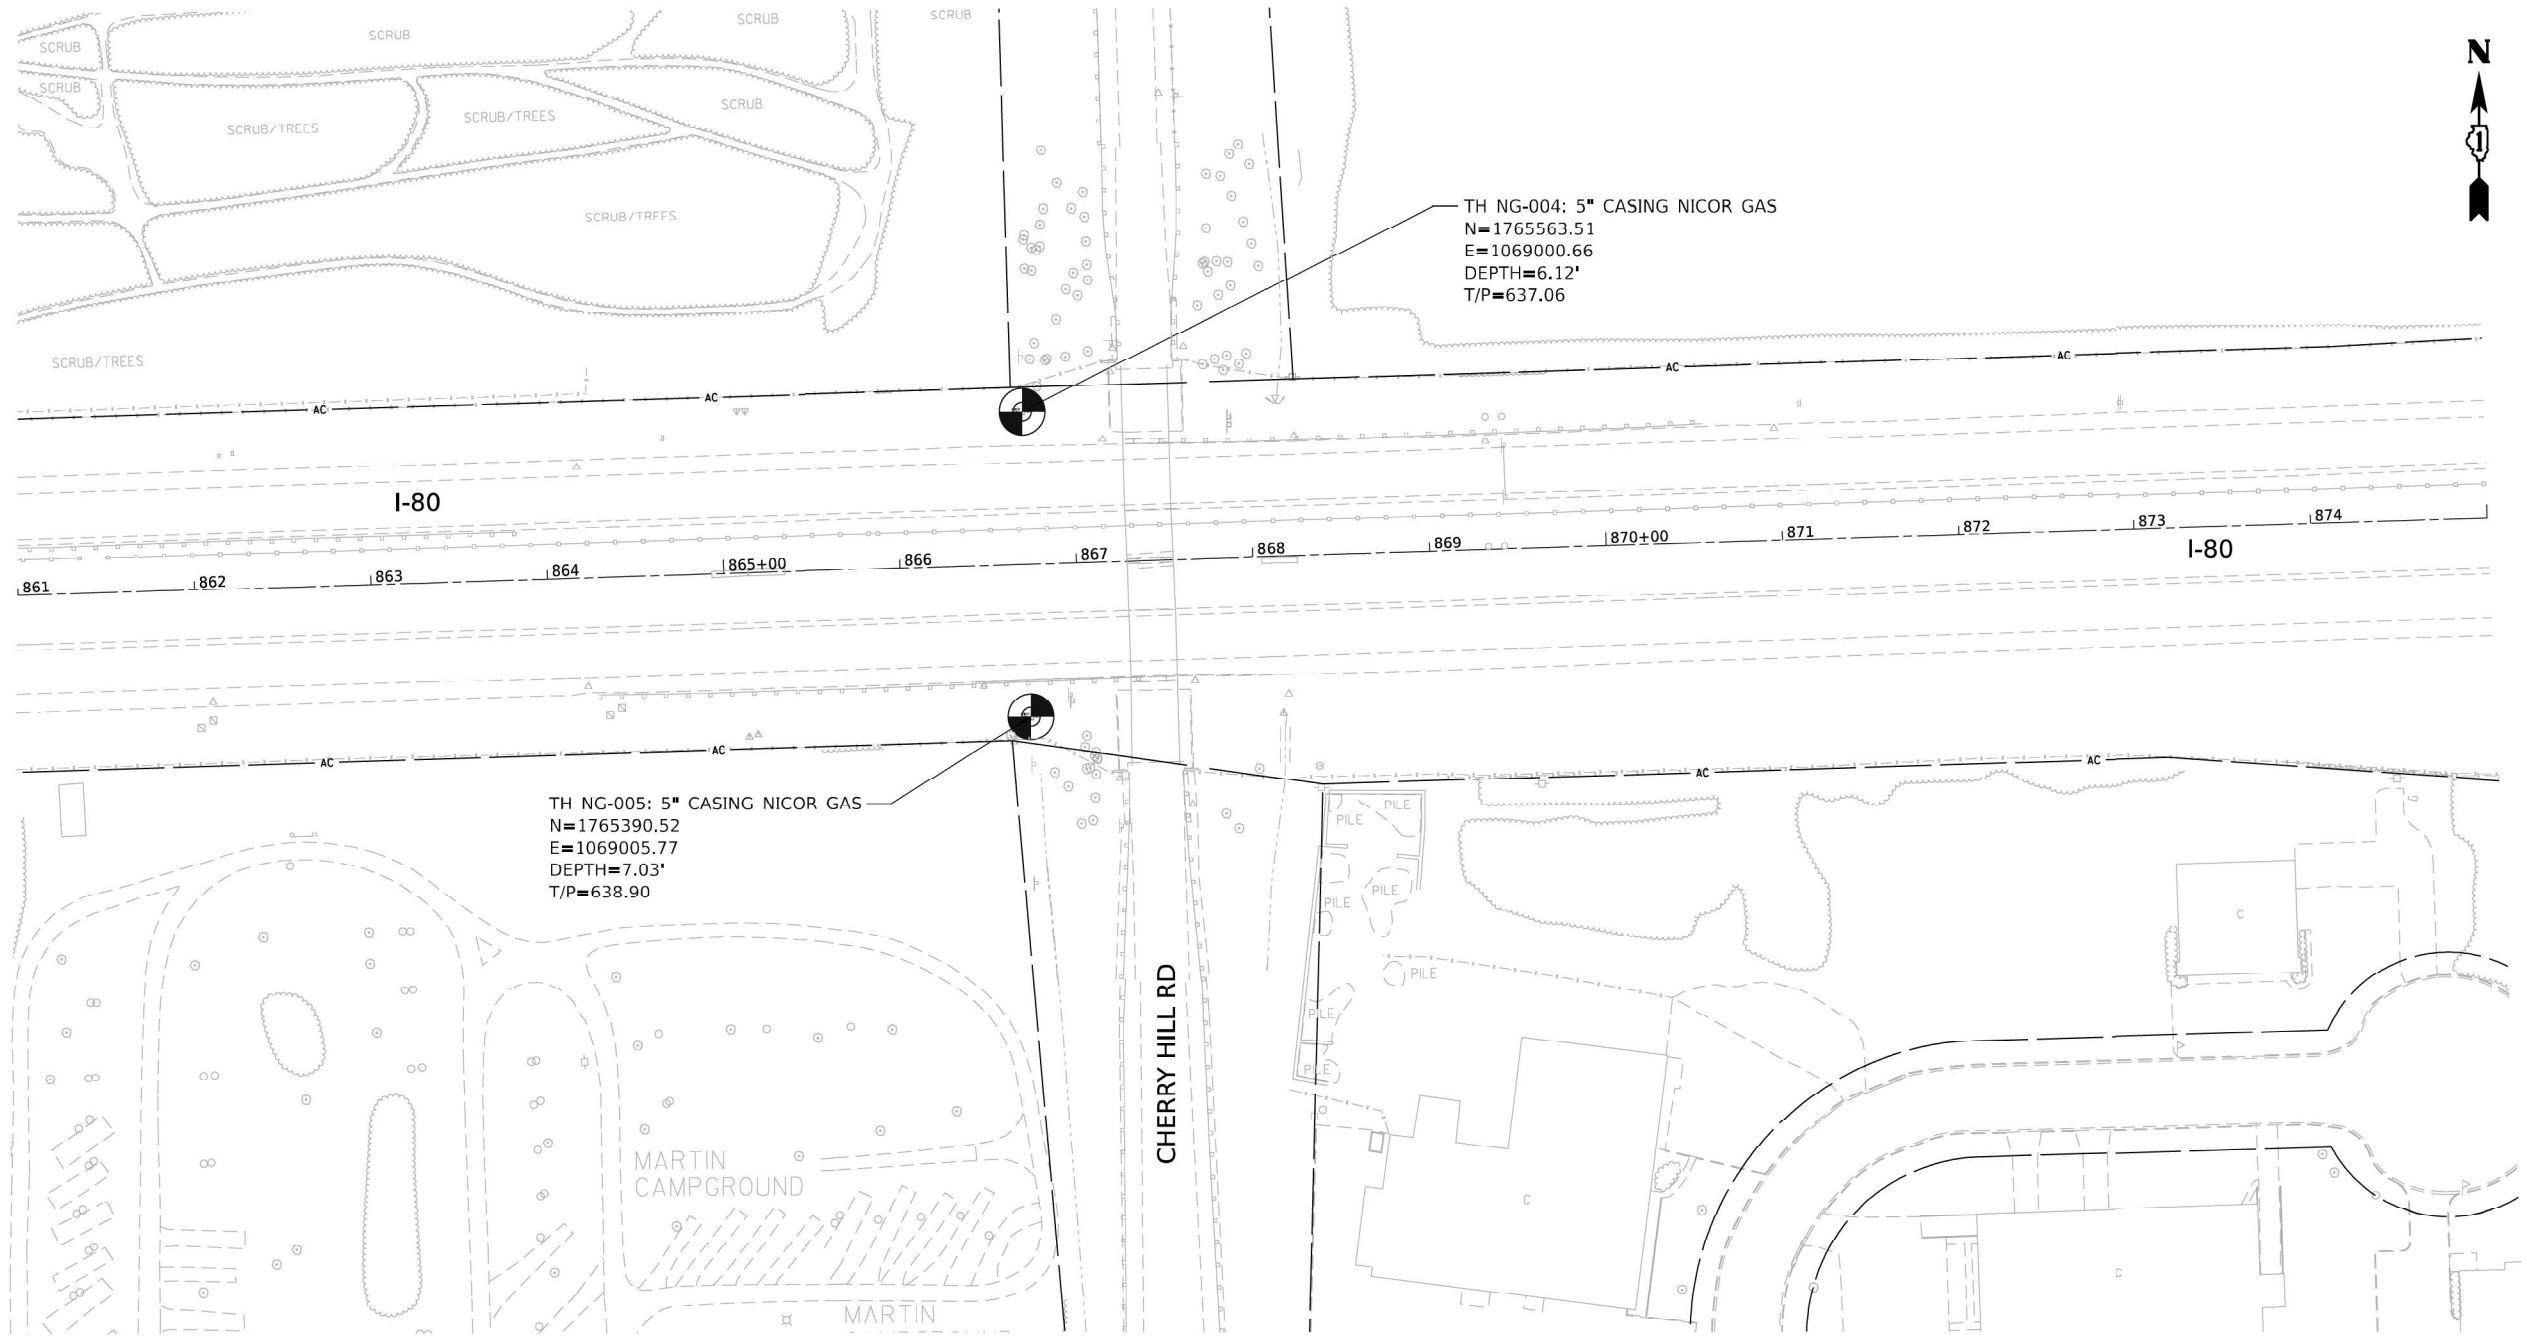 SCRUB
SCRUB
SCRUB
SCRUB
SCRUB
SCRUB
SCRUB/TREES
SCRUB/TREES
SCRUB/TREES
SCRUB/TREES
N
1
TH NG-004: 5" CASING NICOR GAS
N=1765563.51
E=1069000.66
DEPTH=6.12'
T/P=637.06
AC
AC
AC
AC
I-80
861
862
863
864
865+00
866
867
868
869
870+00
871
872
873
874
I-80
AC
AC
AC
AC
TH NG-005: 5" CASING NICOR GAS
N=1765390.52
E=1069005.77
DEPTH=7.03'
T/P=638.90
PILE
PILE
PILE
PILE
PILE
PILE
PILE
C
CHERRY HILL RD
MARTIN
CAMPGROUND
C
C
MARTIN